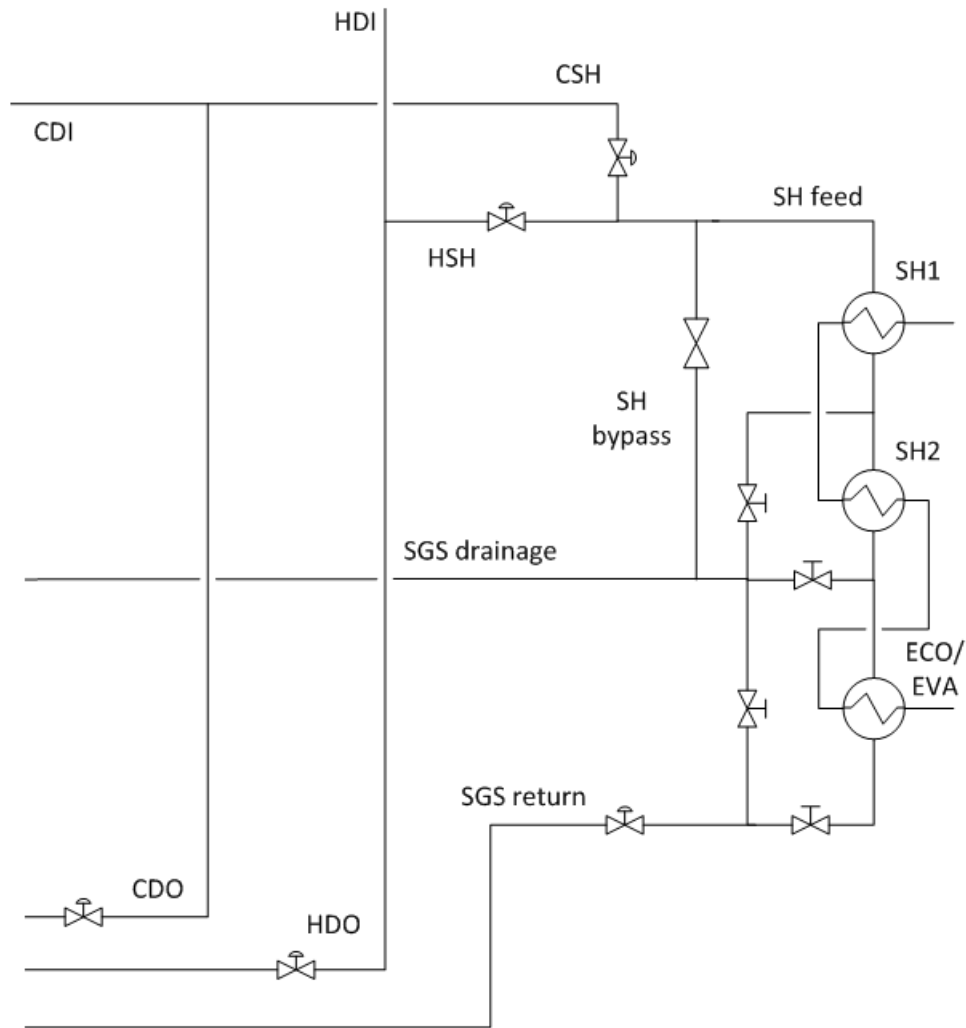 HDI
CSH
CDI
SH feed
HSH
SH1
SH
bypass
SH2
SGS drainage
ECO/
EVA
SGS return
CDO
HDO